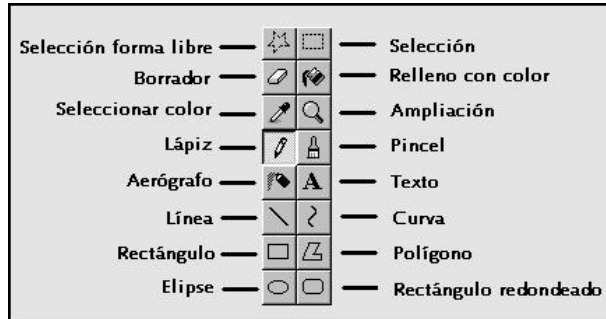 Selección forma libre
Selección
Borrador
Relleno con color
Seleccionar color
Ampliación
Lápiz
Pincel
Aerógrafo
A
Texto
Línea
Curva
Rectángulo
Polígono
Elipse
Rectángulo redondeado